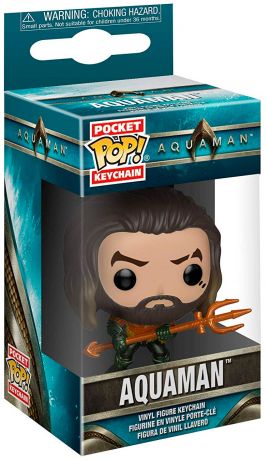 WARNING: CHOKING HAZARD.
Small parts. Not suitable for children under 36 months.
AQUAMAN
POCKET
POP!
KEYCHAIN
AQUAMAN
POCKET
POP!
KEYCHAIN
AQUAMAN™
VINYL FIGURE KEYCHAIN
FIGURINE EN VINYLE PORTE-CLÉ
FIGURA DE VINIL LLAVERO